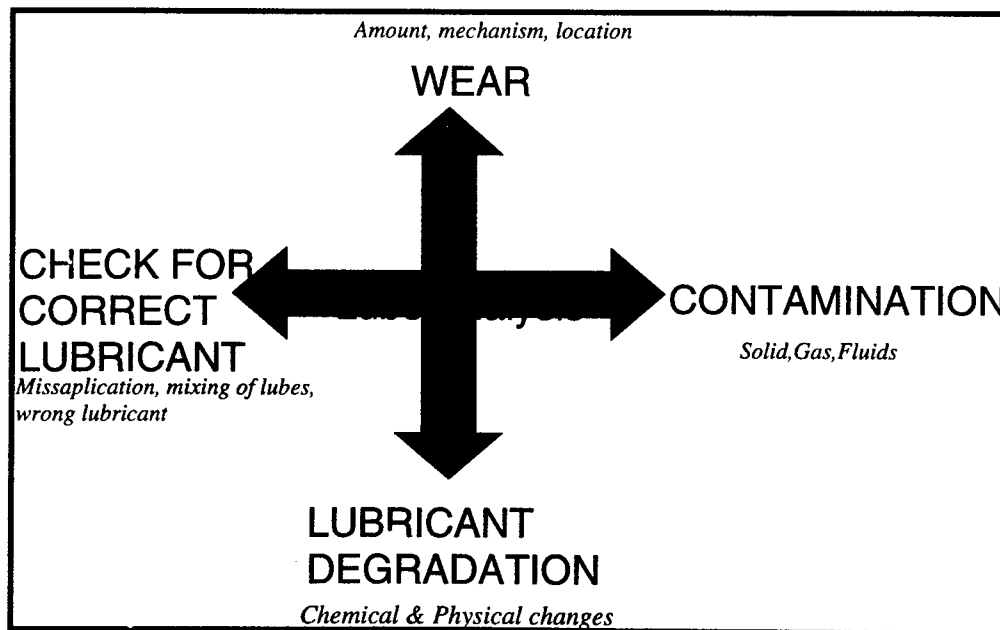 Amount, mechanism, location
WEAR
CHECK FOR
CORRECT
LUBRICANT
Missaplication, mixing of lubes,
wrong lubricant
CONTAMINATION
Solid,Gas,Fluids
LUBRICANT
DEGRADATION
Chemical & Physical changes